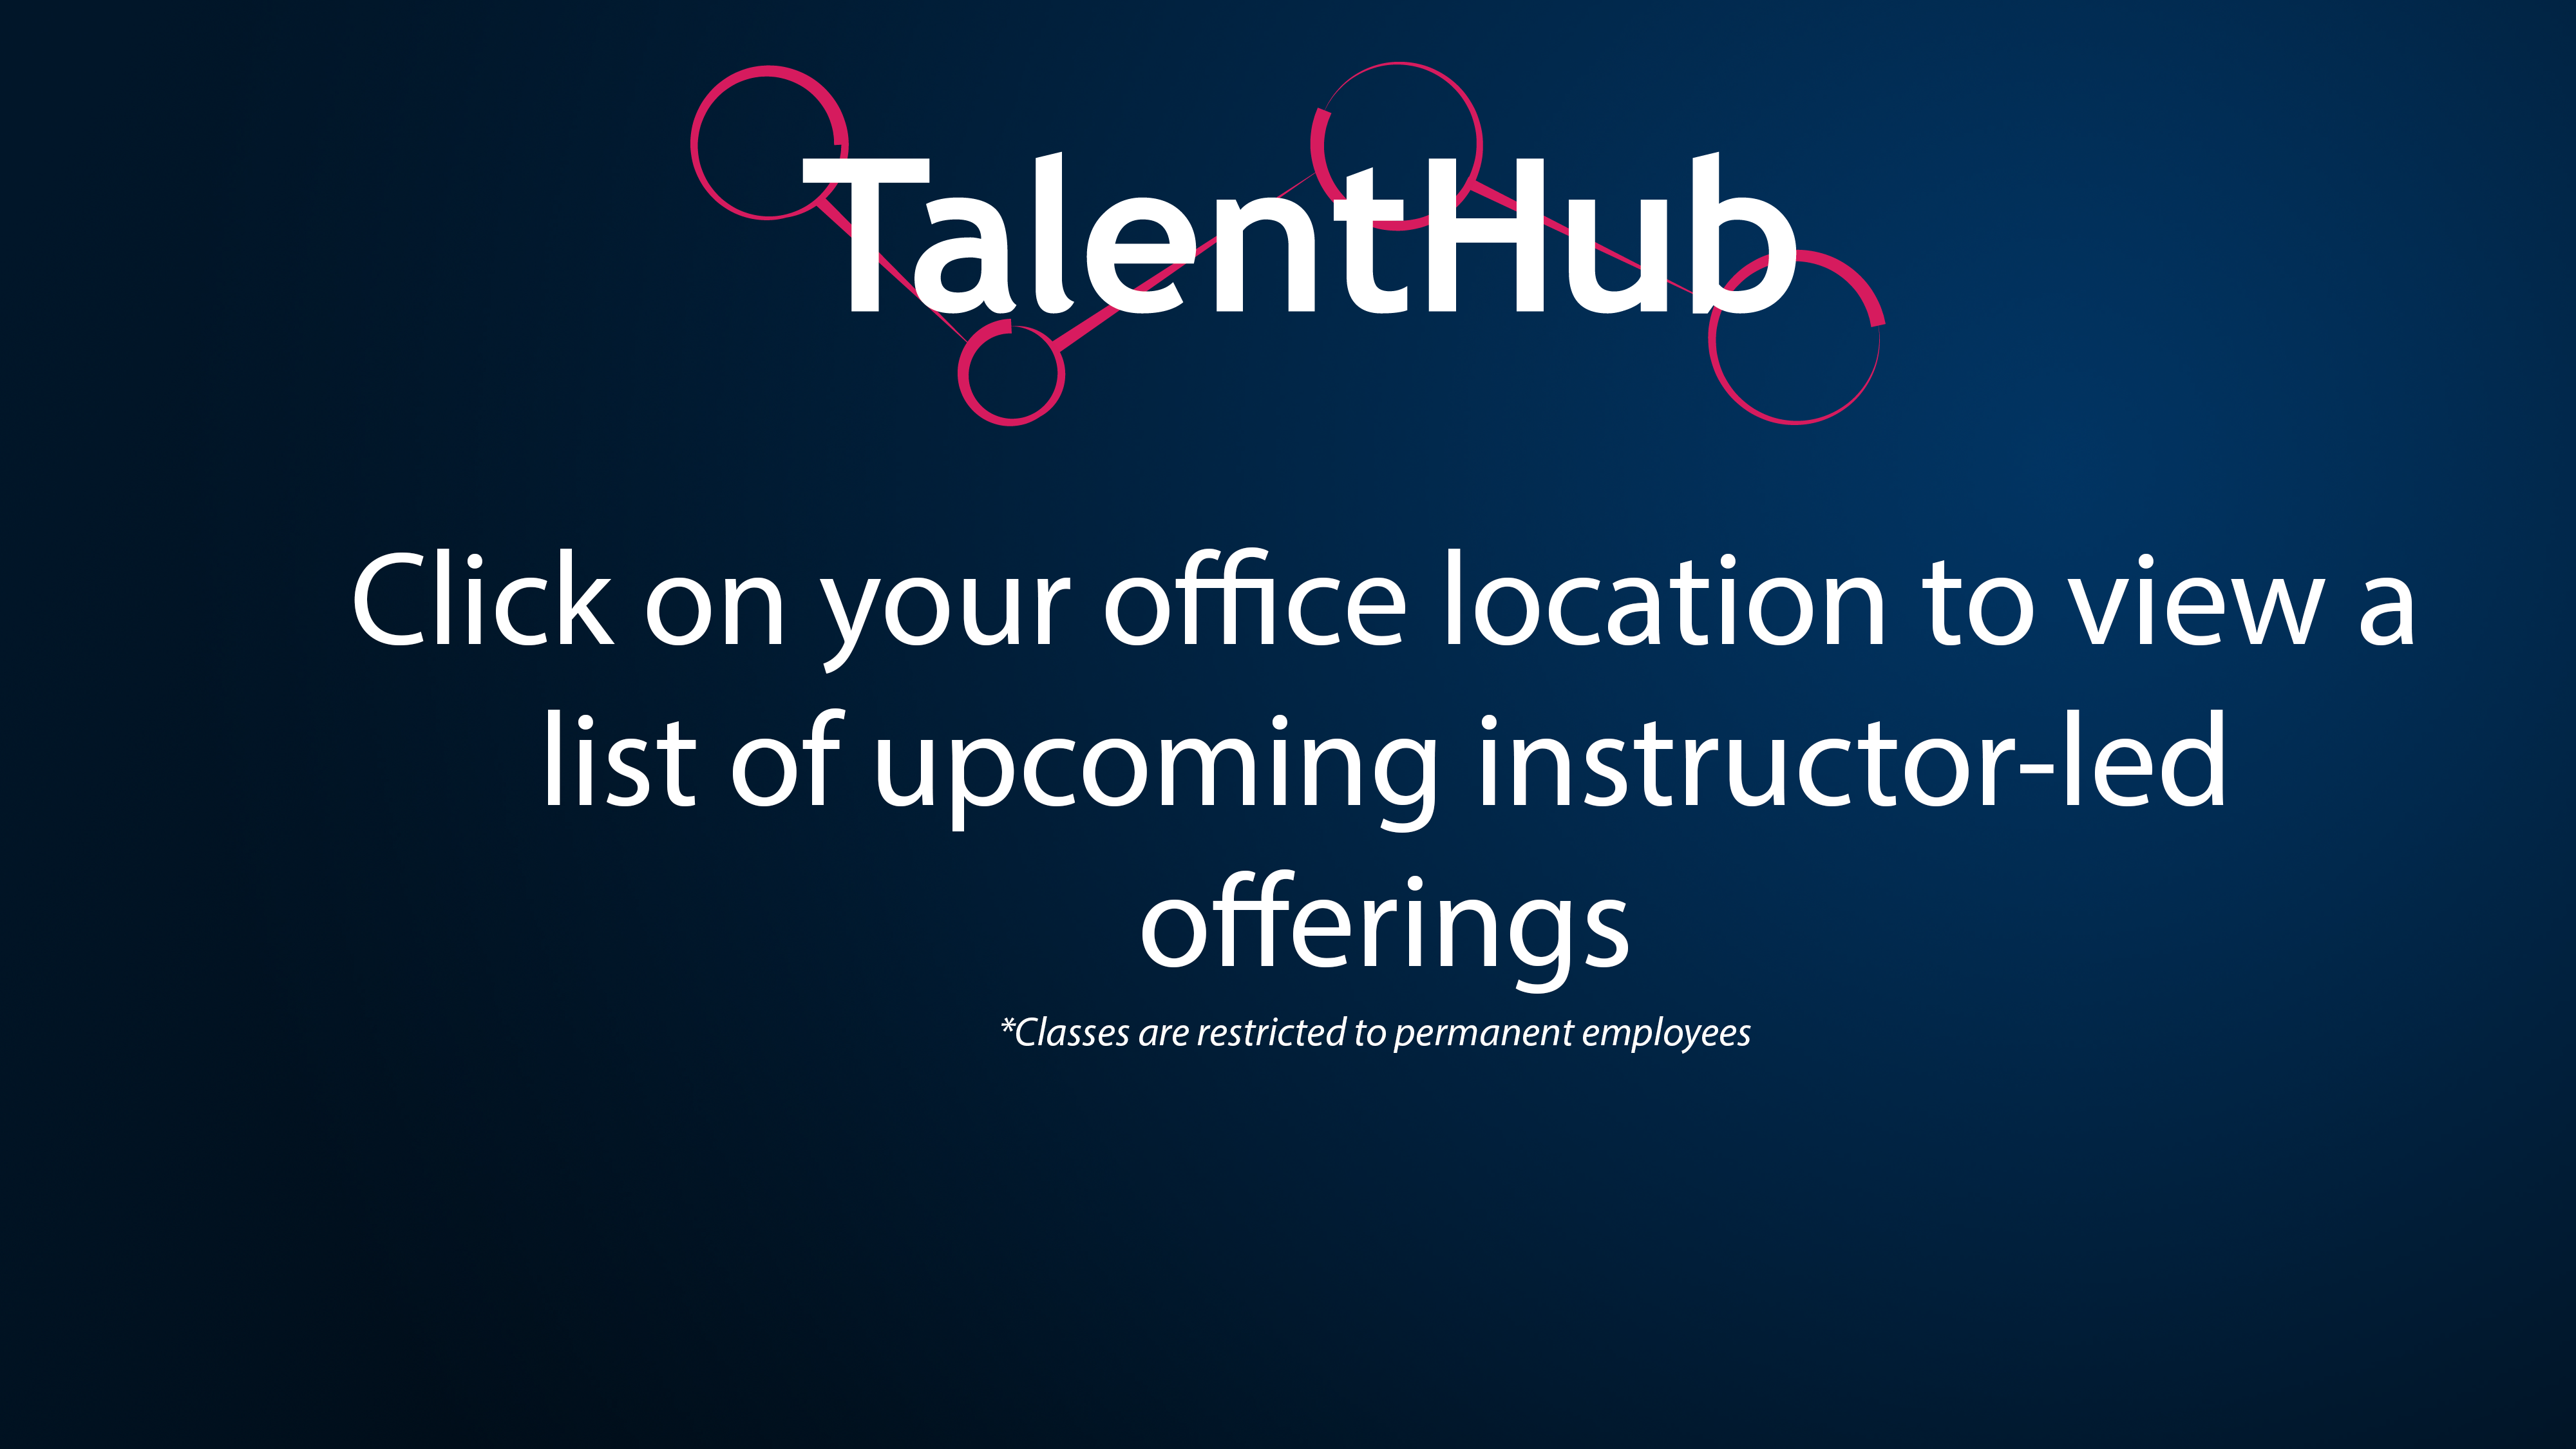 TalentHub
Click on your office location to view a
list of upcoming instructor-led
offerings
*Classes are restricted to permanent employees